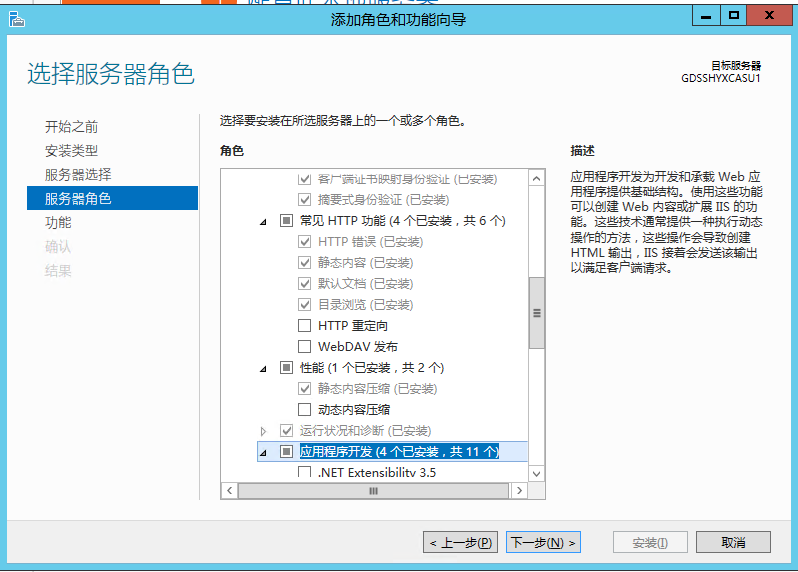 添加角色和功能向导
选择服务器角色
目标服务器
GDSSHYXCASU1
开始之前
安装类型
服务器选择
服务器角色
功能
确认
结果
选择要安装在所选服务器上的一个或多个角色。
角色
客户端证书映射身份验证 (已安装)
摘要式身份验证 (已安装)
常见 HTTP 功能 (4 个已安装，共 6 个)
HTTP 错误 (已安装)
静态内容 (已安装)
默认文档 (已安装)
目录浏览 (已安装)
HTTP 重定向
WebDAV 发布
性能 (1 个已安装，共 2 个)
静态内容压缩 (已安装)
动态内容压缩
运行状况和诊断 (已安装)
应用程序开发 (4 个已安装，共 11 个)
.NET Extensibility 3.5
描述
应用程序开发为开发和承载 Web 应
用程序提供基础结构。使用这些功能
可以创建 Web 内容或扩展 IIS 的功
能。这些技术通常提供一种执行动态
操作的方法，这些操作会导致创建
HTML 输出，IIS 接着会发送该输出
以满足客户端请求。
< 上一步(P)
下一步(N) >
安装(I)
取消